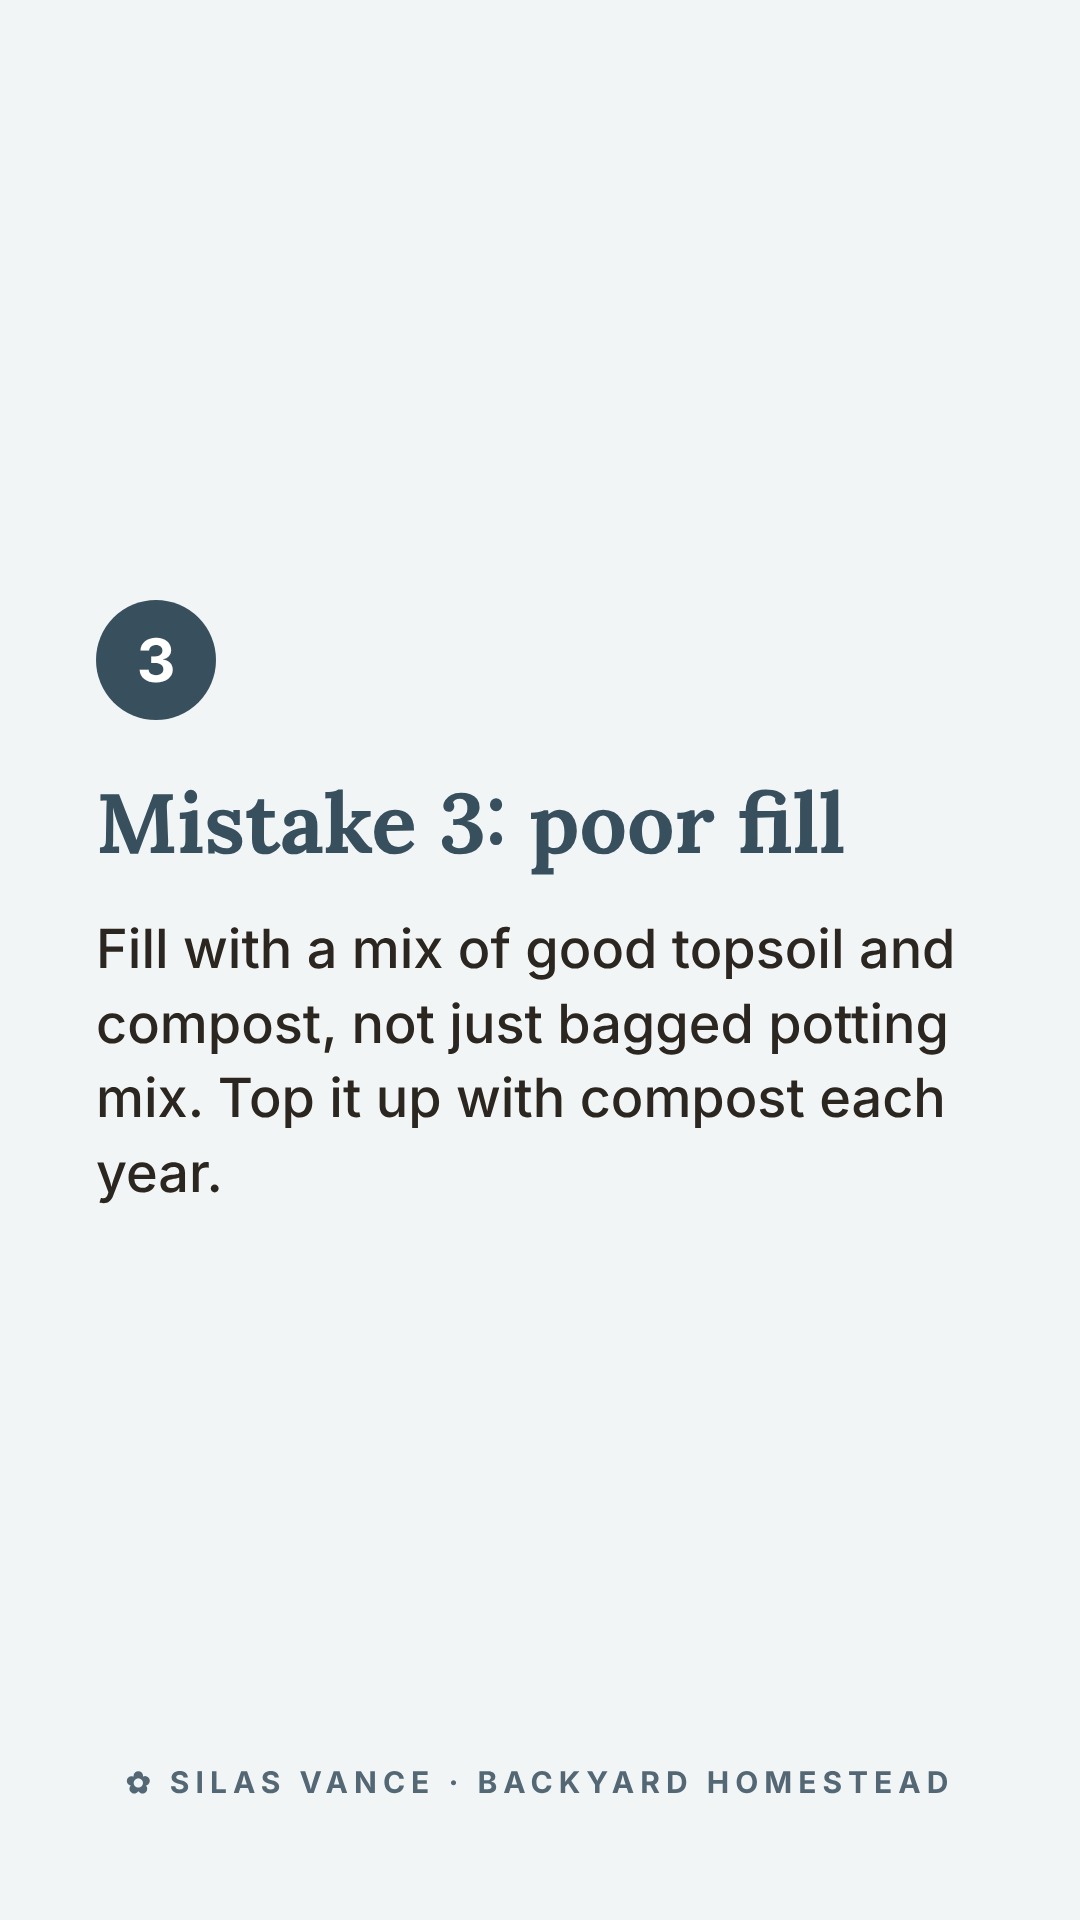 3
Mistake 3: poor fill
Fill with a mix of good topsoil and
compost, not just bagged potting
mix. Top it up with compost each
year.
✿ SILAS VANCE · BACKYARD HOMESTEAD